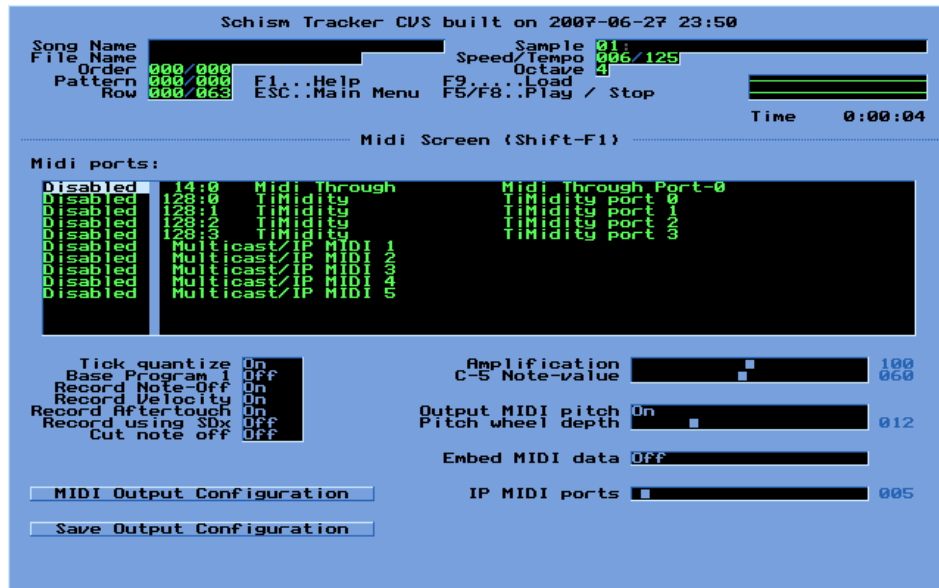 Schism Tracker CVS built on 2007-06-27 23:50
Song Name Sample 01:
File Name Speed/Tempo 006/125
Order 000/000 Octave 4
Pattern 000/000 F1...Help F9.....Load
Row 000/063 ESC..Main Menu F5/F8..Play / Stop
Time 0:00:04
Midi Screen (Shift-F1)
Midi ports:
Disabled 14:0 Midi Through Midi Through Port-0
Disabled 128:0 TiMidity TiMidity port 0
Disabled 128:1 TiMidity TiMidity port 1
Disabled 128:2 TiMidity TiMidity port 2
Disabled 128:3 TiMidity TiMidity port 3
Disabled Multicast/IP MIDI 1
Disabled Multicast/IP MIDI 2
Disabled Multicast/IP MIDI 3
Disabled Multicast/IP MIDI 4
Disabled Multicast/IP MIDI 5
Tick quantize On Amplification 100
Base Program 1 Off C-5 Note-value 060
Record Note-Off On
Record Velocity On
Record Aftertouch On Output MIDI pitch On
Record using SDx Off Pitch wheel depth 012
Cut note off Off
Embed MIDI data Off
MIDI Output Configuration IP MIDI ports 005
Save Output Configuration